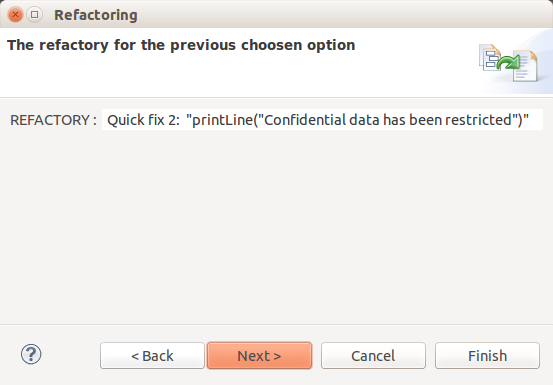 Refactoring
The refactory for the previous choosen option
REFACTORY : Quick fix 2: "printLine("Confidential data has been restricted")"
?
< Back Next > Cancel Finish